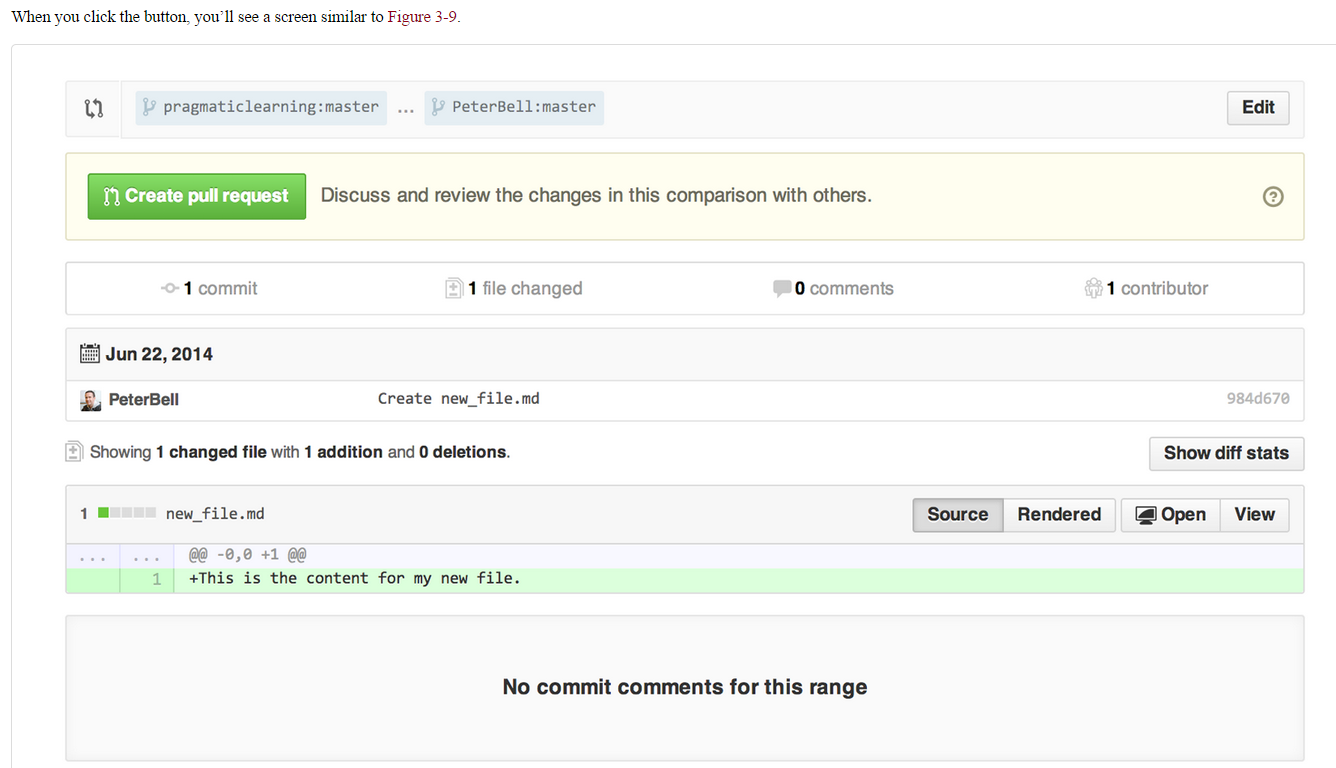 When you click the button, you’ll see a screen similar to Figure 3-9.
pragmaticlearning:master ... PeterBell:master Edit
Create pull request Discuss and review the changes in this comparison with others. ?
1 commit 1 file changed 0 comments 1 contributor
Jun 22, 2014
PeterBell Create new_file.md 984d670
Showing 1 changed file with 1 addition and 0 deletions. Show diff stats
1 new_file.md Source Rendered Open View
... ... @@ -0,0 +1 @@
1 +This is the content for my new file.
No commit comments for this range